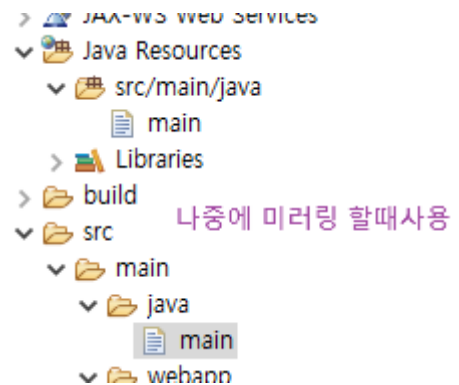 JAX-WS Web Services
Java Resources
src/main/java
main
Libraries
build
나중에 미러링 할때사용
src
main
java
main
webapp